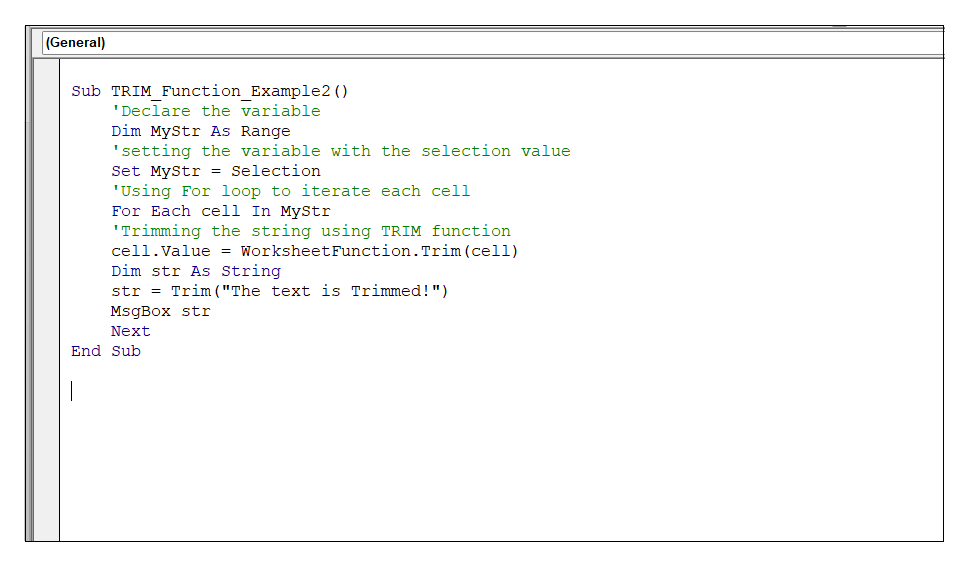 (General)
Sub TRIM_Function_Example2()
'Declare the variable
Dim MyStr As Range
'setting the variable with the selection value
Set MyStr = Selection
'Using For loop to iterate each cell
For Each cell In MyStr
'Trimming the string using TRIM function
cell.Value = WorksheetFunction.Trim(cell)
Dim str As String
str = Trim("The text is Trimmed!")
MsgBox str
Next
End Sub